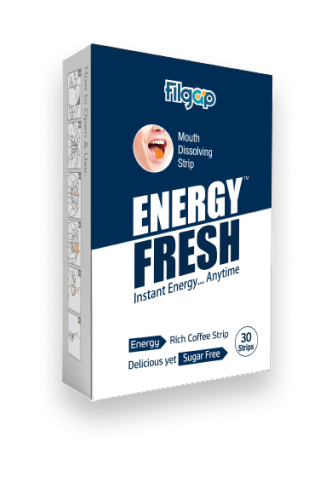 How to Open & Use
filgap
Mouth
Dissolving
Strip
ENERGY™
FRESH
Instant Energy... Anytime
Energy Rich Coffee Strip
Delicious yet Sugar Free
30
Strips